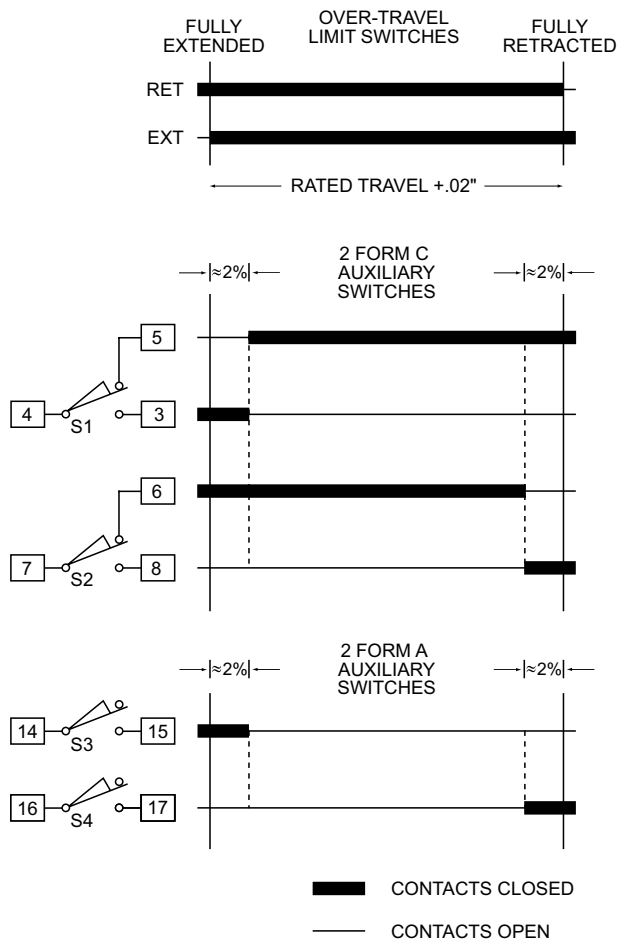 FULLY
EXTENDED
OVER-TRAVEL
LIMIT SWITCHES
FULLY
RETRACTED
RET
EXT
RATED TRAVEL +.02"
≈2%
2 FORM C
AUXILIARY
SWITCHES
≈2%
5
4
S1
3
6
7
S2
8
≈2%
2 FORM A
AUXILIARY
SWITCHES
≈2%
14
S3
15
16
S4
17
CONTACTS CLOSED
CONTACTS OPEN